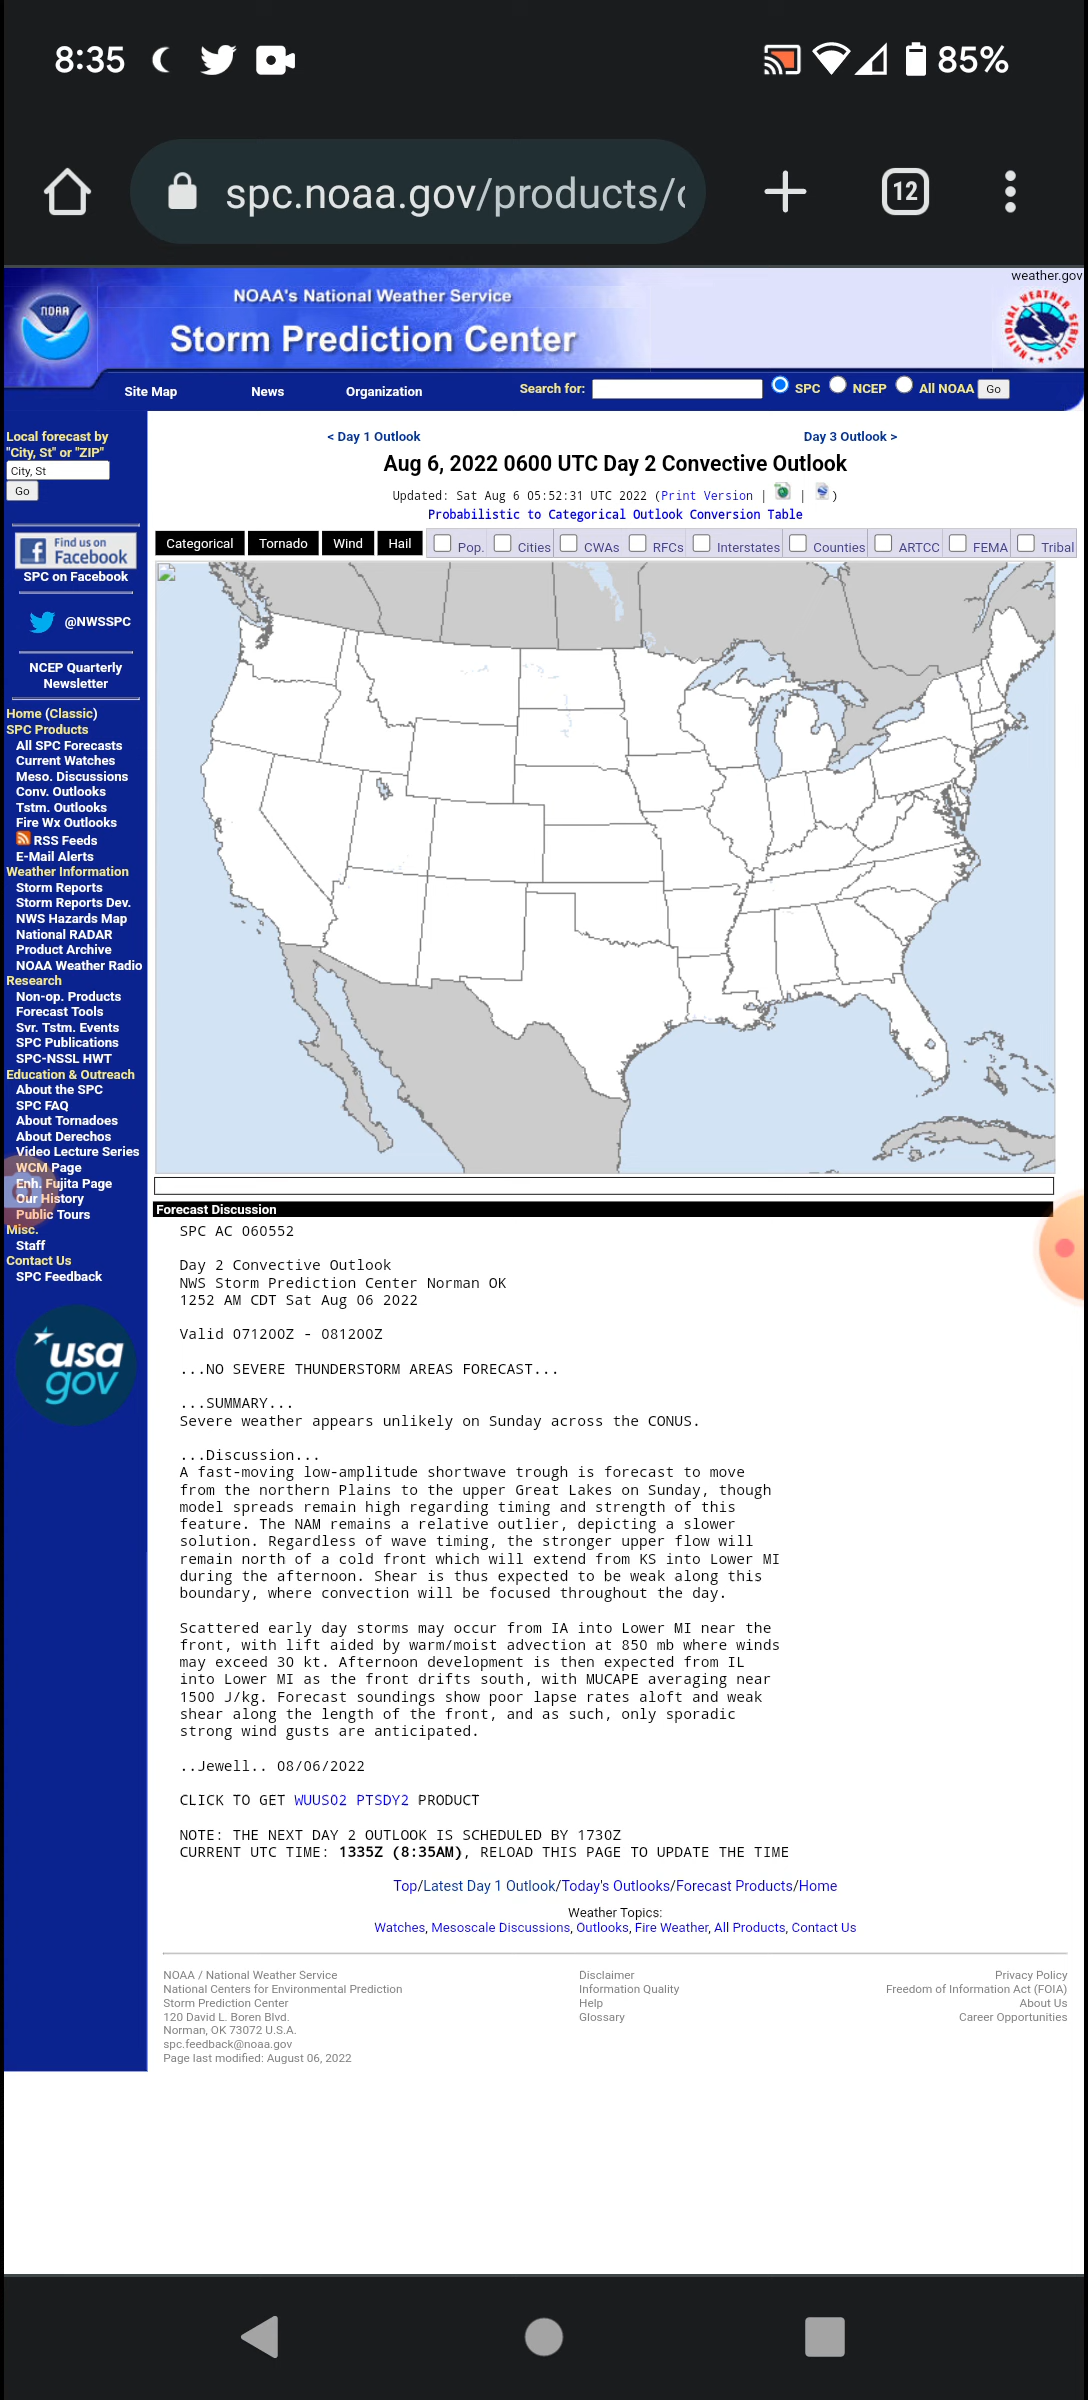 8:35
85%
spc.noaa.gov/products/
12
weather.gov
NOAA
NOAA's National Weather Service
Storm Prediction Center
NATIONAL WEATHER SERVICE
Site Map News Organization Search for: SPC NCEP All NOAA Go
Local forecast by
"City, St" or "ZIP"
City, St
Go
Find us on
Facebook
SPC on Facebook
@NWSSPC
NCEP Quarterly
Newsletter
Home (Classic)
SPC Products
All SPC Forecasts
Current Watches
Meso. Discussions
Conv. Outlooks
Tstm. Outlooks
Fire Wx Outlooks
RSS Feeds
E-Mail Alerts
Weather Information
Storm Reports
Storm Reports Dev.
NWS Hazards Map
National RADAR
Product Archive
NOAA Weather Radio
Research
Non-op. Products
Forecast Tools
Svr. Tstm. Events
SPC Publications
SPC-NSSL HWT
Education & Outreach
About the SPC
SPC FAQ
About Tornadoes
About Derechos
Video Lecture Series
WCM Page
Enh. Fujita Page
Our History
Public Tours
Misc.
Staff
Contact Us
SPC Feedback
usa
gov
< Day 1 Outlook Day 3 Outlook >
Aug 6, 2022 0600 UTC Day 2 Convective Outlook
Updated: Sat Aug 6 05:52:31 UTC 2022 (Print Version | | )
Probabilistic to Categorical Outlook Conversion Table
Categorical Tornado Wind Hail Pop. Cities CWAs RFCs Interstates Counties ARTCC FEMA Tribal
Forecast Discussion
SPC AC 060552
Day 2 Convective Outlook
NWS Storm Prediction Center Norman OK
1252 AM CDT Sat Aug 06 2022
Valid 071200Z - 081200Z
...NO SEVERE THUNDERSTORM AREAS FORECAST...
...SUMMARY...
Severe weather appears unlikely on Sunday across the CONUS.
...Discussion...
A fast-moving low-amplitude shortwave trough is forecast to move
from the northern Plains to the upper Great Lakes on Sunday, though
model spreads remain high regarding timing and strength of this
feature. The NAM remains a relative outlier, depicting a slower
solution. Regardless of wave timing, the stronger upper flow will
remain north of a cold front which will extend from KS into Lower MI
during the afternoon. Shear is thus expected to be weak along this
boundary, where convection will be focused throughout the day.
Scattered early day storms may occur from IA into Lower MI near the
front, with lift aided by warm/moist advection at 850 mb where winds
may exceed 30 kt. Afternoon development is then expected from IL
into Lower MI as the front drifts south, with MUCAPE averaging near
1500 J/kg. Forecast soundings show poor lapse rates aloft and weak
shear along the length of the front, and as such, only sporadic
strong wind gusts are anticipated.
..Jewell.. 08/06/2022
CLICK TO GET WUUS02 PTSDY2 PRODUCT
NOTE: THE NEXT DAY 2 OUTLOOK IS SCHEDULED BY 1730Z
CURRENT UTC TIME: 1335Z (8:35AM), RELOAD THIS PAGE TO UPDATE THE TIME
Top/Latest Day 1 Outlook/Today's Outlooks/Forecast Products/Home
Weather Topics:
Watches, Mesoscale Discussions, Outlooks, Fire Weather, All Products, Contact Us
NOAA / National Weather Service
National Centers for Environmental Prediction
Storm Prediction Center
120 David L. Boren Blvd.
Norman, OK 73072 U.S.A.
spc.feedback@noaa.gov
Page last modified: August 06, 2022
Disclaimer
Information Quality
Help
Glossary
Privacy Policy
Freedom of Information Act (FOIA)
About Us
Career Opportunities